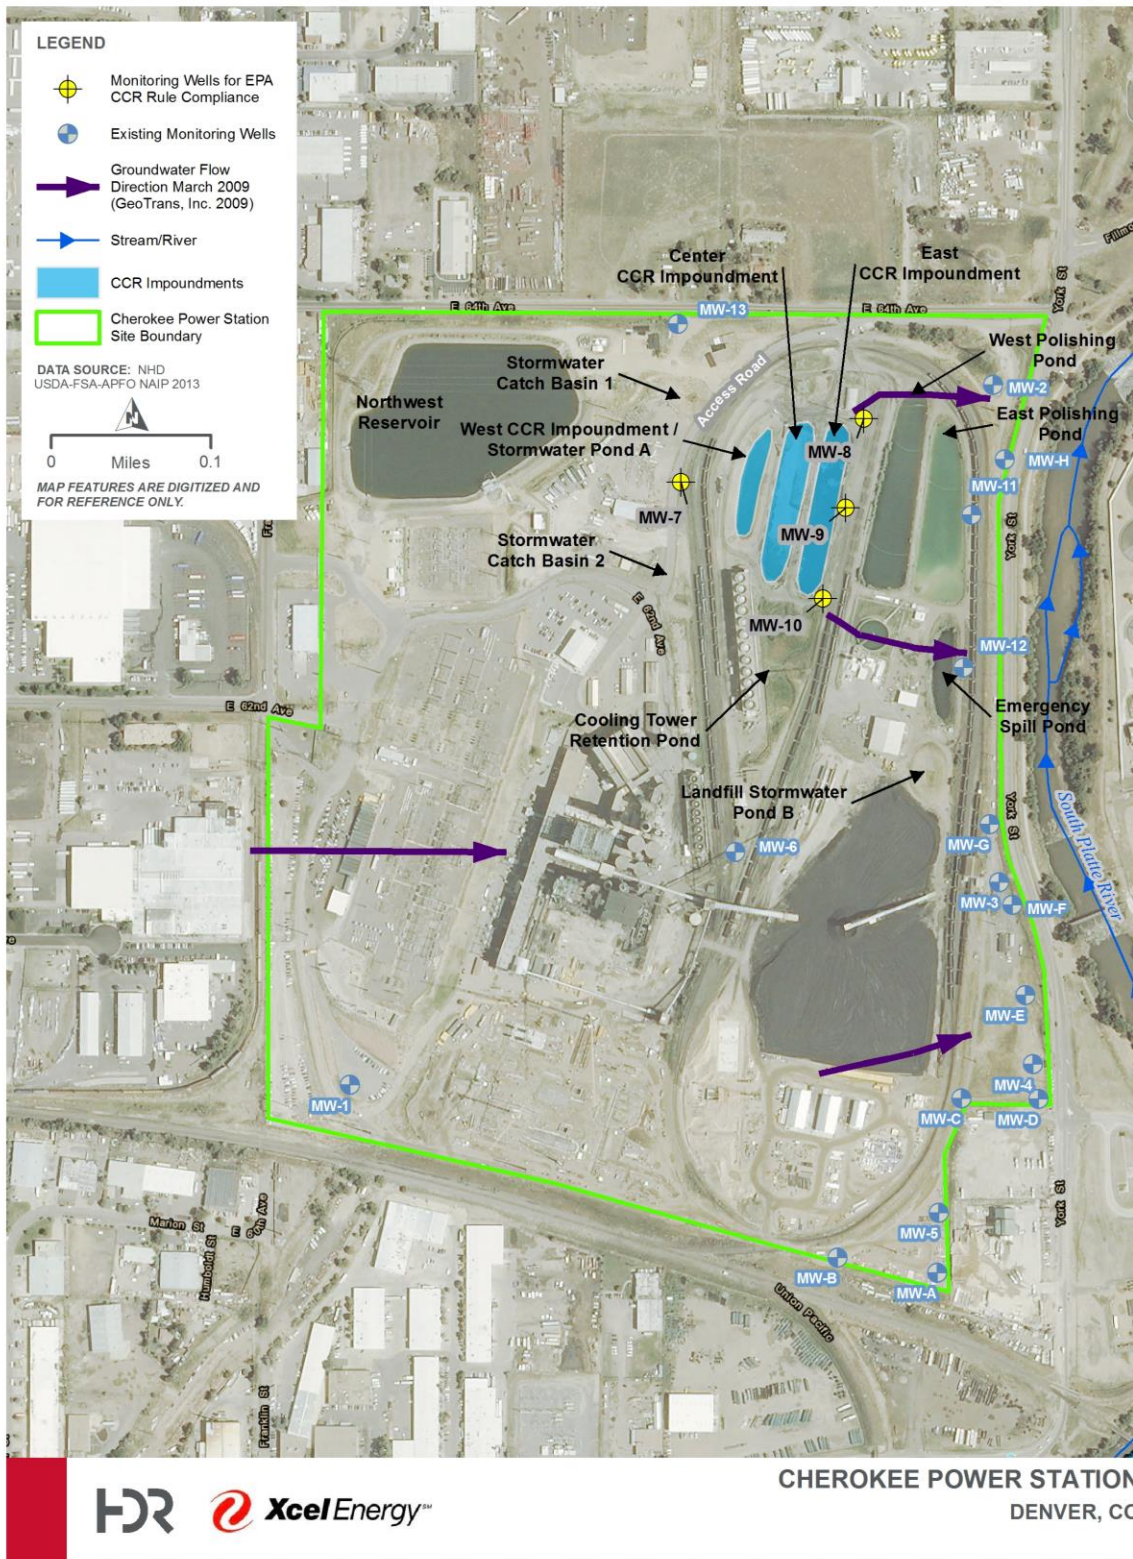 LEGEND
Monitoring Wells for EPA
CCR Rule Compliance
Existing Monitoring Wells
Groundwater Flow
Direction March 2009
(GeoTrans, Inc. 2009)
Stream/River
CCR Impoundments
Cherokee Power Station
Site Boundary
DATA SOURCE: NHD
USDA-FSA-APFO NAIP 2013
N
0 Miles 0.1
MAP FEATURES ARE DIGITIZED AND
FOR REFERENCE ONLY.
Center
CCR Impoundment
East
CCR Impoundment
Fillmo
York St
E 64th Ave
MW-13
E 64th Ave
Stormwater
Catch Basin 1
Access Road
West Polishing
Pond
MW-2
Northwest
Reservoir
West CCR Impoundment /
Stormwater Pond A
MW-8
East Polishing
Pond
MW-H
MW-11
MW-7
MW-9
York St
Fra
Stormwater
Catch Basin 2
E 62nd Ave
MW-10
MW-12
E 62nd Ave
Cooling Tower
Retention Pond
Emergency
Spill Pond
Landfill Stormwater
Pond B
York St
South Platte River
MW-6
MW-G
MW-3
MW-F
ve
MW-E
MW-4
MW-1
MW-C
MW-D
York St
Marion St
E 60th Ave
Humboldt St
MW-5
MW-B
MW-A
Union Pacific
Franklin St
HDR
Xcel Energy SM
CHEROKEE POWER STATION
DENVER, CO